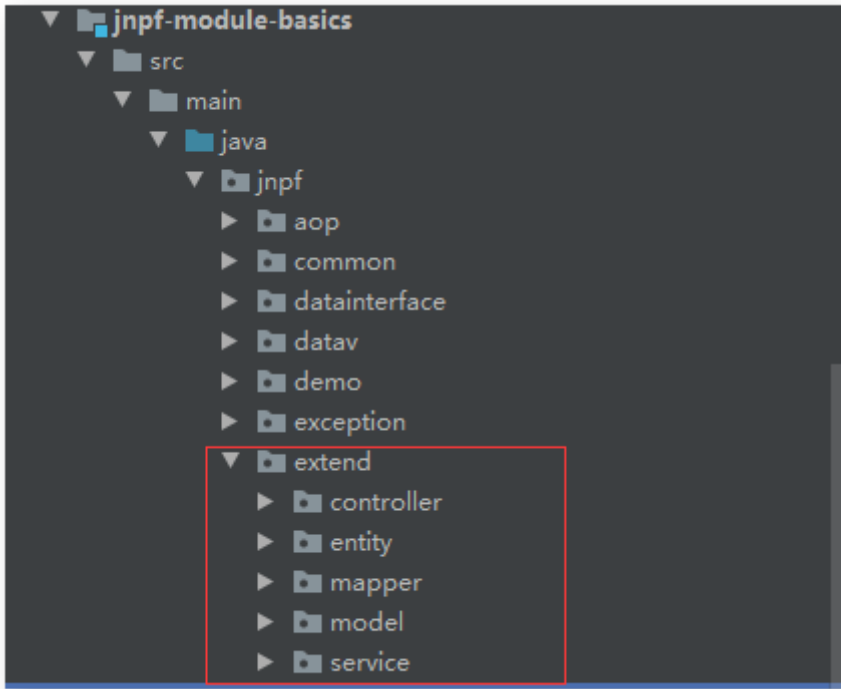 jnpf-module-basics
src
main
java
jnpf
aop
common
datainterface
datav
demo
exception
extend
controller
entity
mapper
model
service